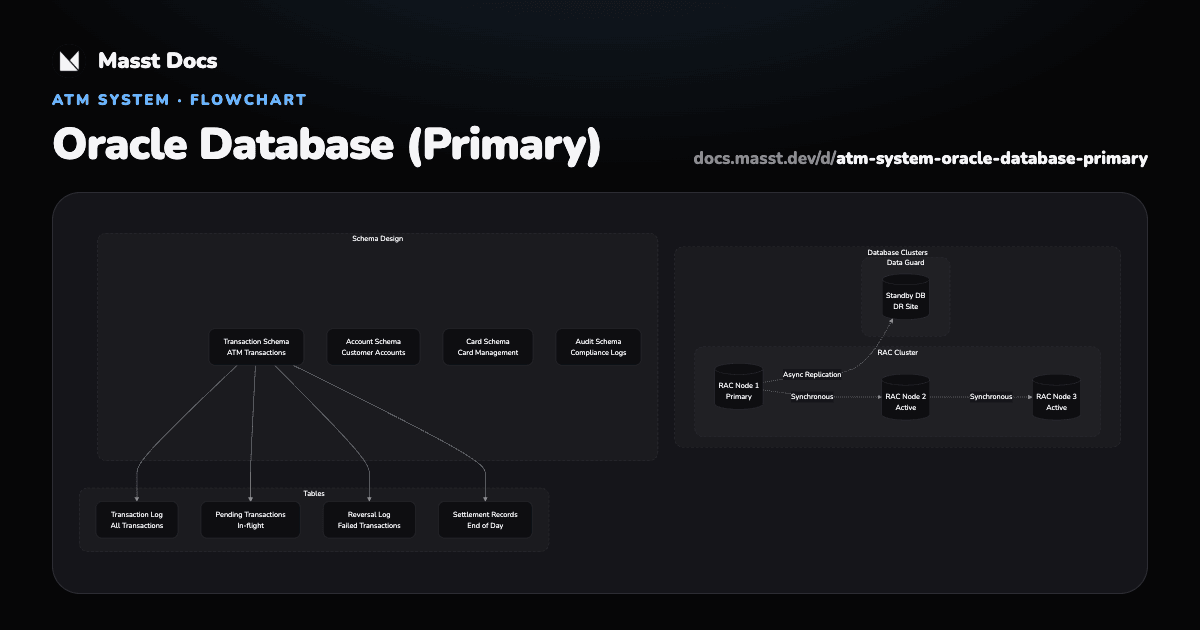 Masst Docs
ATM SYSTEM · FLOWCHART
Oracle Database (Primary)
docs.masst.dev/d/atm-system-oracle-database-primary
Schema Design
Transaction Schema
ATM Transactions
Account Schema
Customer Accounts
Card Schema
Card Management
Audit Schema
Compliance Logs
Tables
Transaction Log
All Transactions
Pending Transactions
In-flight
Reversal Log
Failed Transactions
Settlement Records
End of Day
Database Clusters
Data Guard
Standby DB
DR Site
RAC Cluster
Async Replication
RAC Node 1
Primary
Synchronous
RAC Node 2
Active
Synchronous
RAC Node 3
Active